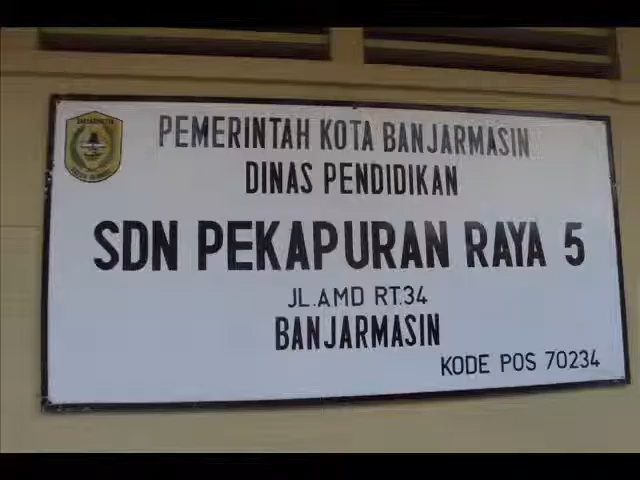 PEMERINTAH KOTA BANJARMASIN
DINAS PENDIDIKAN
SDN PEKAPURAN RAYA 5
JL.AMD RT.34
BANJARMASIN
KODE POS 70234